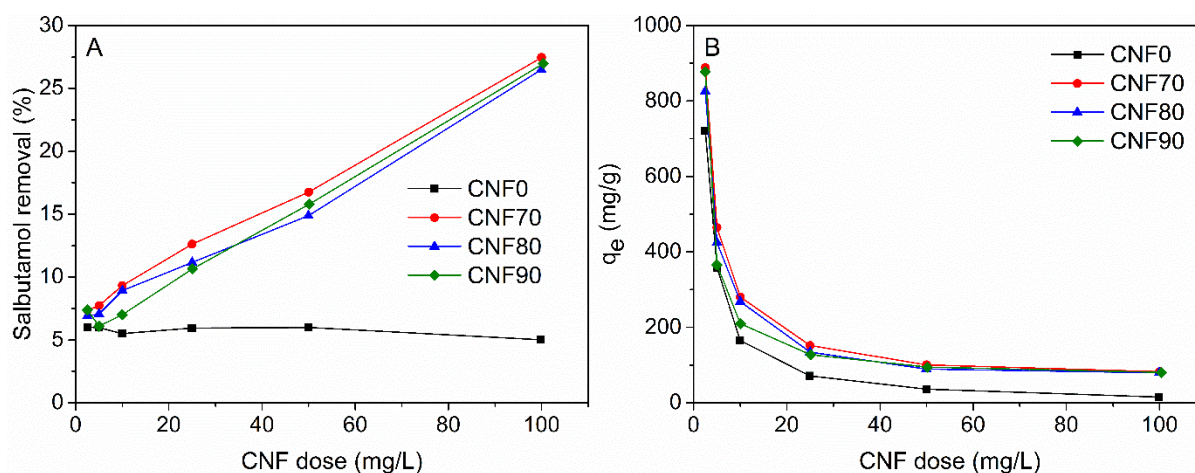 A
Salbutamol removal (%)
30
25
20
15
10
5
0
CNF0
CNF70
CNF80
CNF90
0 20 40 60 80 100
CNF dose (mg/L)
B
qₑ (mg/g)
1000
800
600
400
200
0
CNF0
CNF70
CNF80
CNF90
0 20 40 60 80 100
CNF dose (mg/L)